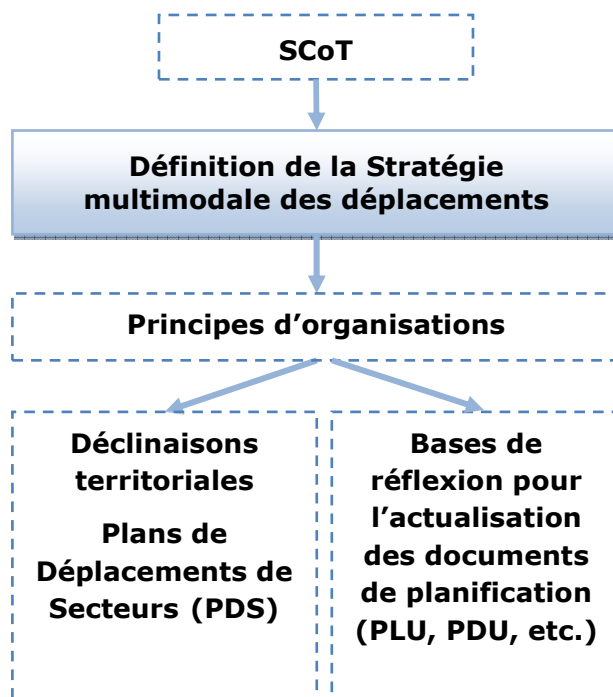 SCoT
Définition de la Stratégie
multimodale des déplacements
Principes d’organisations
Déclinaisons
territoriales
Plans de
Déplacements de
Secteurs (PDS)
Bases de
réflexion pour
l’actualisation
des documents
de planification
(PLU, PDU, etc.)